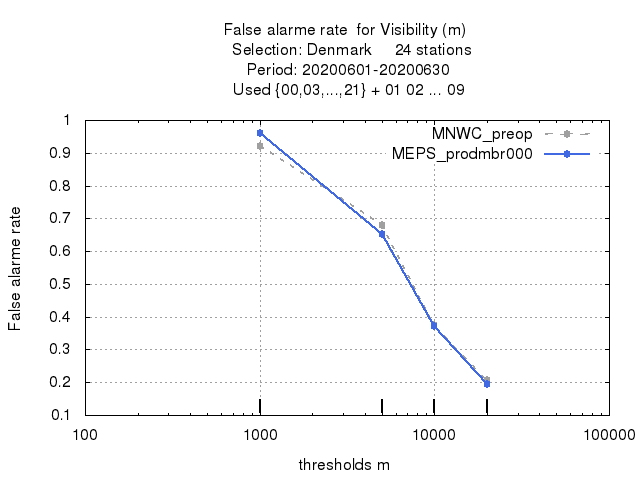 False alarme rate  for Visibility (m)
Selection: Denmark     24 stations
Period: 20200601-20200630
Used {00,03,...,21} + 01 02 ... 09
MNWC_preop
MEPS_prodmbr000
1
0.9
0.8
0.7
0.6
0.5
0.4
0.3
0.2
0.1
False alarme rate
100
1000
10000
100000
thresholds m